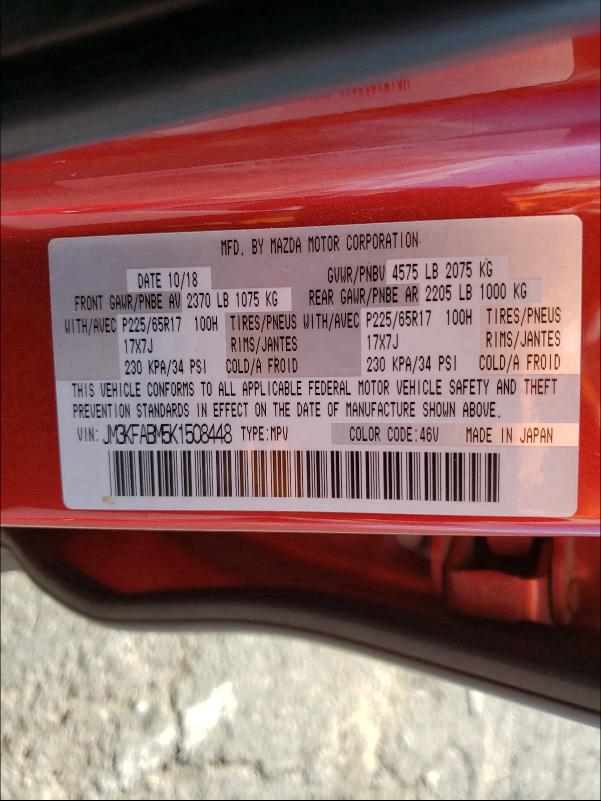 MFD. BY MAZDA MOTOR CORPORATION
DATE 10/18 GVWR/PNBV 4575 LB 2075 KG
FRONT GAWR/PNBE AV 2370 LB 1075 KG REAR GAWR/PNBE AR 2205 LB 1000 KG
WITH/AVEC P225/65R17 100H TIRES/PNEUS WITH/AVEC P225/65R17 100H TIRES/PNEUS
17X7J RIMS/JANTES 17X7J RIMS/JANTES
230 KPA/34 PSI COLD/A FROID 230 KPA/34 PSI COLD/A FROID
THIS VEHICLE CONFORMS TO ALL APPLICABLE FEDERAL MOTOR VEHICLE SAFETY AND THEFT
PREVENTION STANDARDS IN EFFECT ON THE DATE OF MANUFACTURE SHOWN ABOVE.
VIN: JM3KFABM5K1508448 TYPE:MPV COLOR CODE:46V MADE IN JAPAN